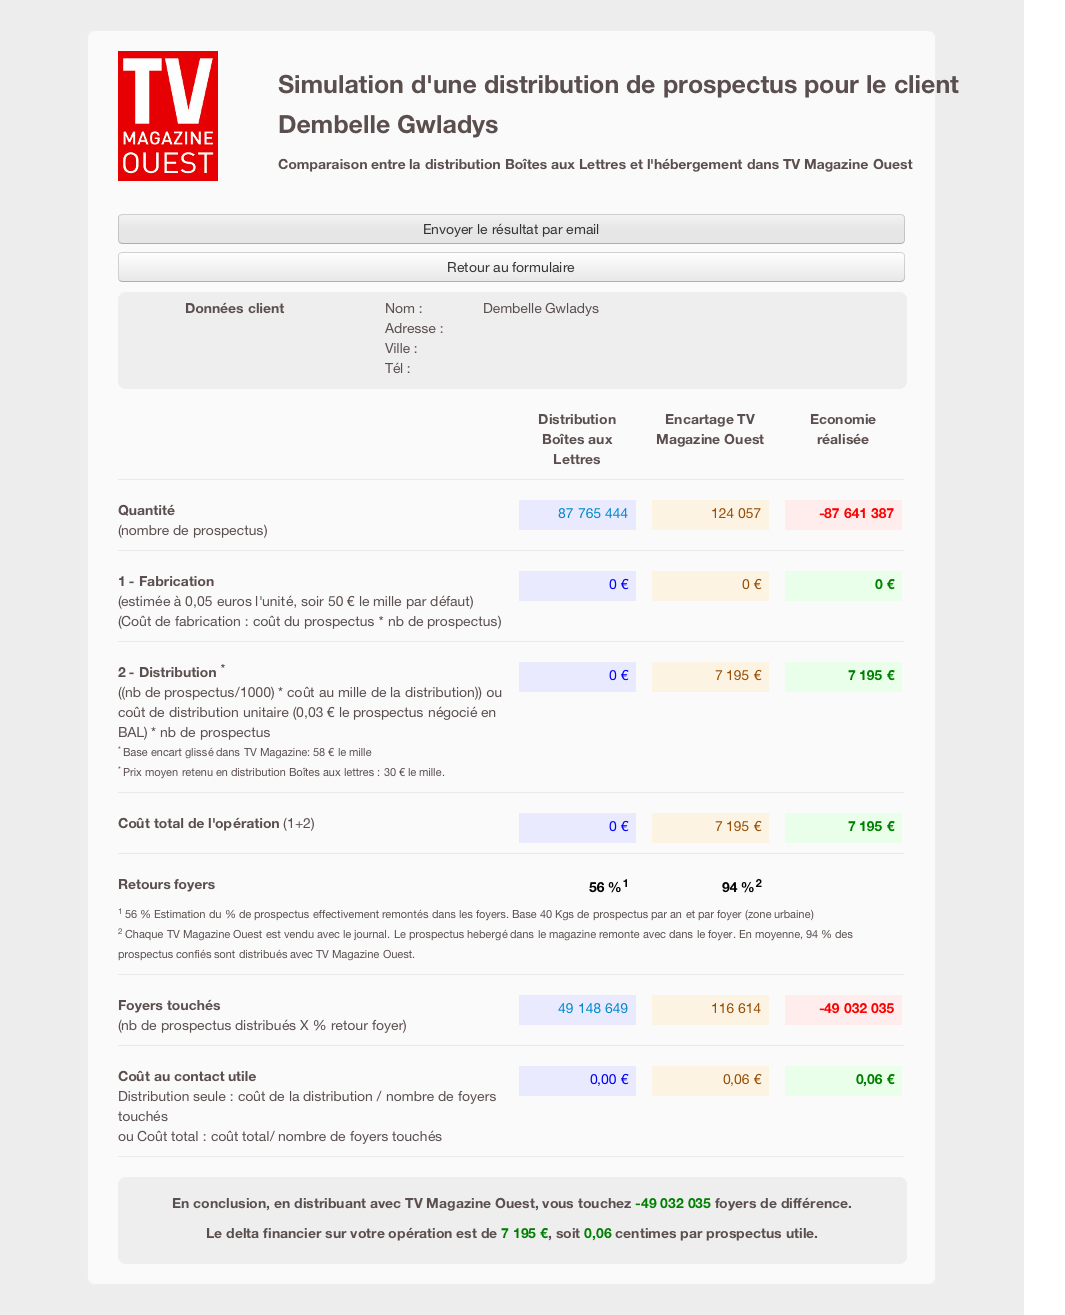 TV
MAGAZINE
OUEST
Simulation d'une distribution de prospectus pour le client
Dembelle Gwladys
Comparaison entre la distribution Boîtes aux Lettres et l'hébergement dans TV Magazine Ouest
Envoyer le résultat par email
Retour au formulaire
Données client
Nom : Dembelle Gwladys
Adresse :
Ville :
Tél :
Distribution Boîtes aux Lettres
Encartage TV Magazine Ouest
Economie réalisée
Quantité 87 765 444 124 057 -87 641 387
(nombre de prospectus)
1 - Fabrication 0 € 0 € 0 €
(estimée à 0,05 euros l'unité, soir 50 € le mille par défaut)
(Coût de fabrication : coût du prospectus * nb de prospectus)
2 - Distribution * 0 € 7 195 € 7 195 €
((nb de prospectus/1000) * coût au mille de la distribution)) ou
coût de distribution unitaire (0,03 € le prospectus négocié en
BAL) * nb de prospectus
* Base encart glissé dans TV Magazine: 58 € le mille
* Prix moyen retenu en distribution Boîtes aux lettres : 30 € le mille.
Coût total de l'opération (1+2) 0 € 7 195 € 7 195 €
Retours foyers 56 %1 94 %2
1 56 % Estimation du % de prospectus effectivement remontés dans les foyers. Base 40 Kgs de prospectus par an et par foyer (zone urbaine)
2 Chaque TV Magazine Ouest est vendu avec le journal. Le prospectus hebergé dans le magazine remonte avec dans le foyer. En moyenne, 94 % des
prospectus confiés sont distribués avec TV Magazine Ouest.
Foyers touchés 49 148 649 116 614 -49 032 035
(nb de prospectus distribués X % retour foyer)
Coût au contact utile 0,00 € 0,06 € 0,06 €
Distribution seule : coût de la distribution / nombre de foyers
touchés
ou Coût total : coût total/ nombre de foyers touchés
En conclusion, en distribuant avec TV Magazine Ouest, vous touchez -49 032 035 foyers de différence.
Le delta financier sur votre opération est de 7 195 €, soit 0,06 centimes par prospectus utile.